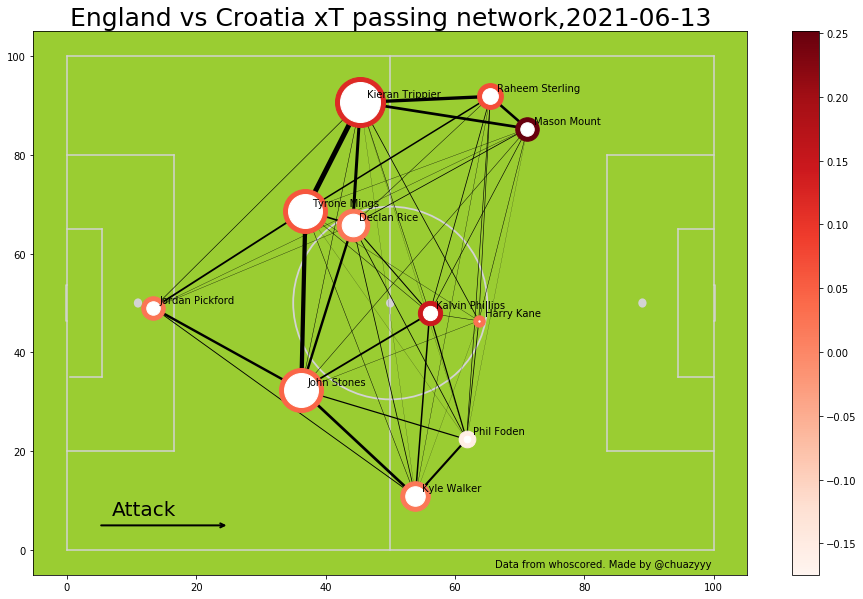 England vs Croatia xT passing network,2021-06-13
100
80
60
40
20
0
0
20
40
60
80
100
Kieran Trippier
Raheem Sterling
Mason Mount
Tyrone Mings
Declan Rice
Jordan Pickford
Kalvin Phillips
Harry Kane
John Stones
Phil Foden
Kyle Walker
Attack
Data from whoscored. Made by @chuazyyy
0.25
0.20
0.15
0.10
0.05
0.00
−0.05
−0.10
−0.15